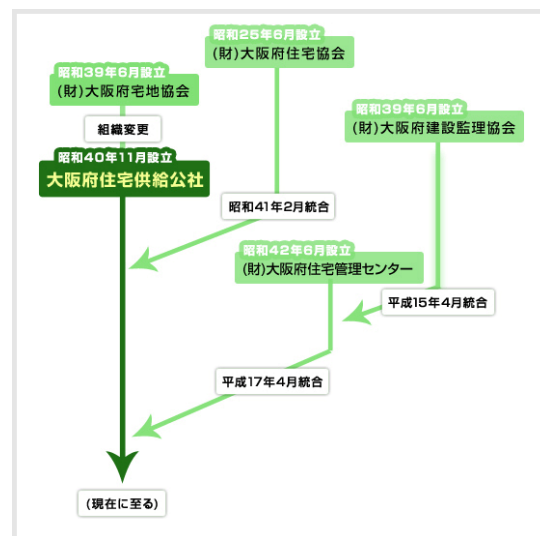 昭和25年6月設立
(財)大阪府住宅協会
昭和39年6月設立
(財)大阪府宅地協会
昭和39年6月設立
(財)大阪府建設監理協会
組織変更
昭和40年11月設立
大阪府住宅供給公社
昭和41年2月統合
昭和42年6月設立
(財)大阪府住宅管理センター
平成15年4月統合
平成17年4月統合
(現在に至る)